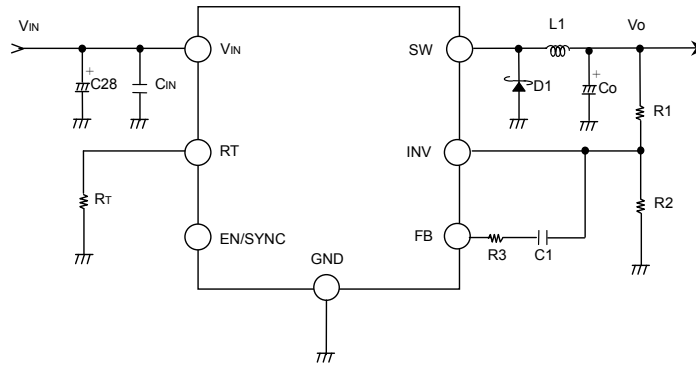 VIN
L1
Vo
VIN
SW
+
C28
CIN
D1
+
Co
R1
RT
INV
RT
R2
EN/SYNC
FB
GND
R3
C1